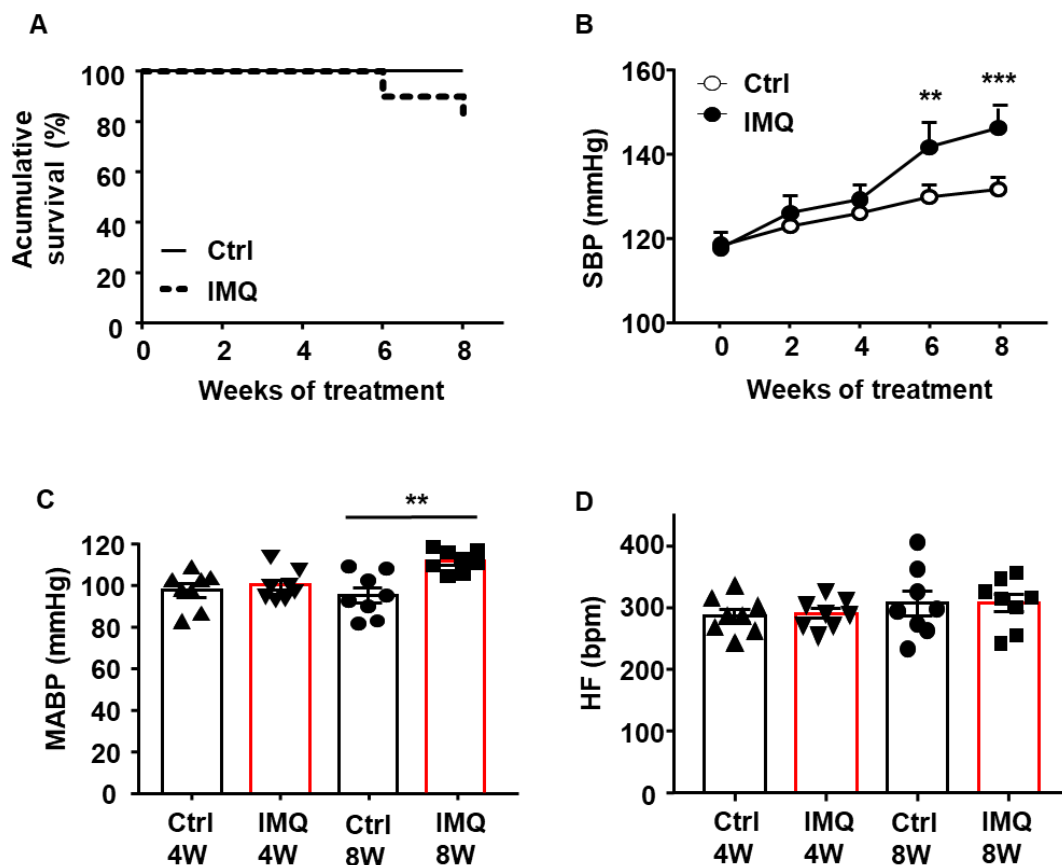 A
100
80
60
40
20
0
Acumulative
survival (%)
Ctrl
IMQ
0 2 4 6 8
Weeks of treatment
B
160
140
120
100
SBP (mmHg)
Ctrl
IMQ
**
***
0 2 4 6 8
Weeks of treatment
C
120
100
80
60
40
20
0
MABP (mmHg)
**
Ctrl IMQ Ctrl IMQ
4W 4W 8W 8W
D
400
300
200
100
0
HF (bpm)
Ctrl IMQ Ctrl IMQ
4W 4W 8W 8W